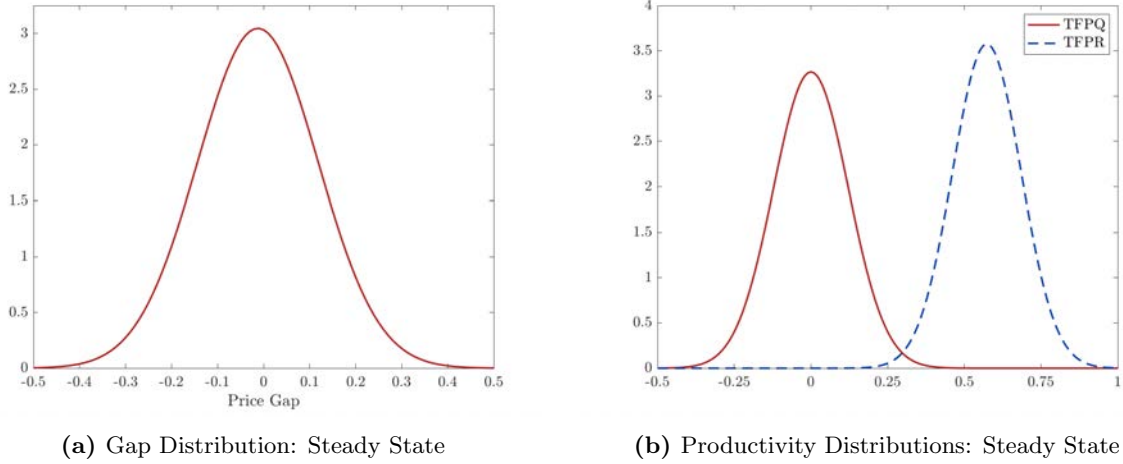 3
2.5
2
1.5
1
0.5
0
-0.5 -0.4 -0.3 -0.2 -0.1 0 0.1 0.2 0.3 0.4 0.5
Price Gap
(a) Gap Distribution: Steady State
TFPQ
TFPR
4
3.5
3
2.5
2
1.5
1
0.5
0
-0.5 -0.25 0 0.25 0.5 0.75 1
(b) Productivity Distributions: Steady State